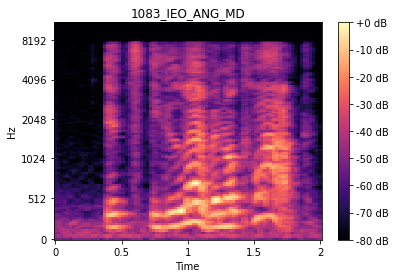 1083_IEO_ANG_MD
8192
4096
2048
1024
512
0
Hz
0
0.5
1
1.5
2
Time
+0 dB
-10 dB
-20 dB
-30 dB
-40 dB
-50 dB
-60 dB
-70 dB
-80 dB